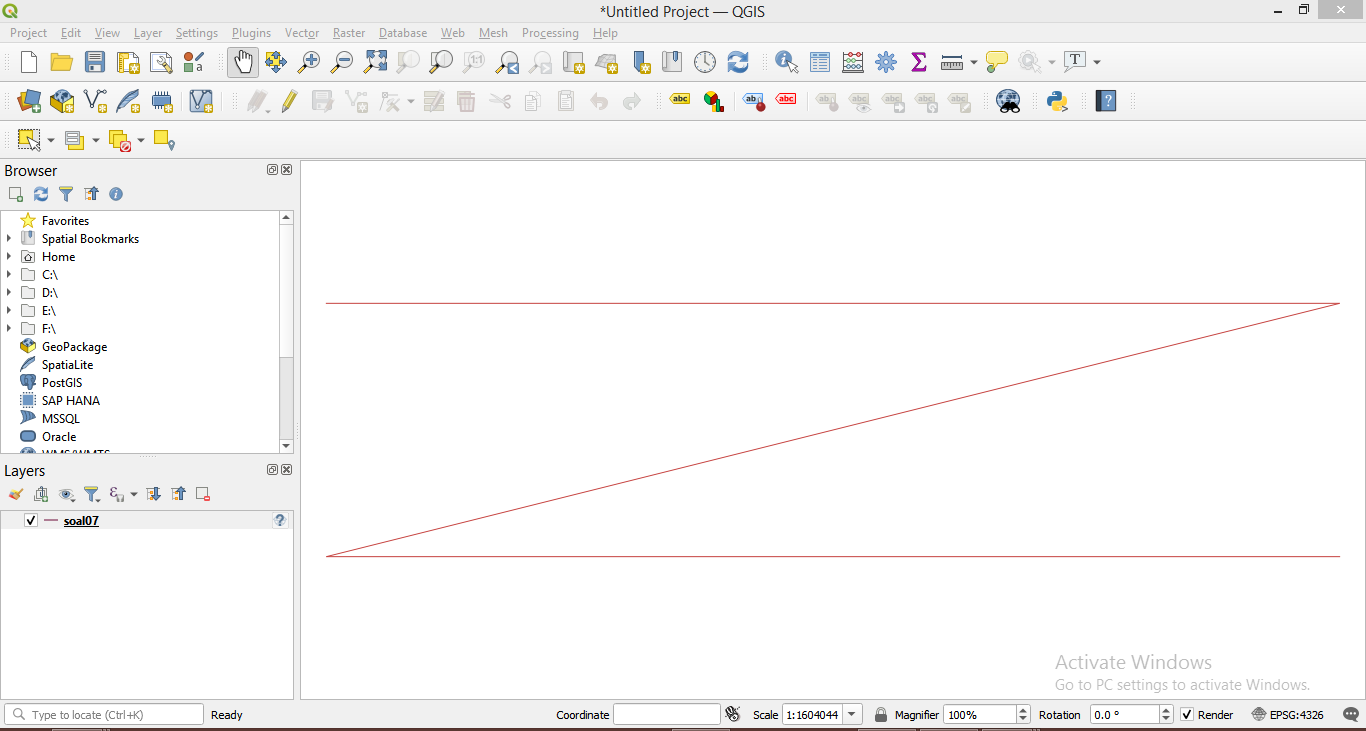 *Untitled Project — QGIS
Project Edit View Layer Settings Plugins Vector Raster Database Web Mesh Processing Help
Browser
Favorites
Spatial Bookmarks
Home
C:\
D:\
E:\
F:\
GeoPackage
SpatiaLite
PostGIS
SAP HANA
MSSQL
Oracle
WMS/WMTS
Layers
soal07
Activate Windows
Go to PC settings to activate Windows.
Type to locate (Ctrl+K) Ready Coordinate Scale 1:1604044 Magnifier 100% Rotation 0.0 ° Render EPSG:4326